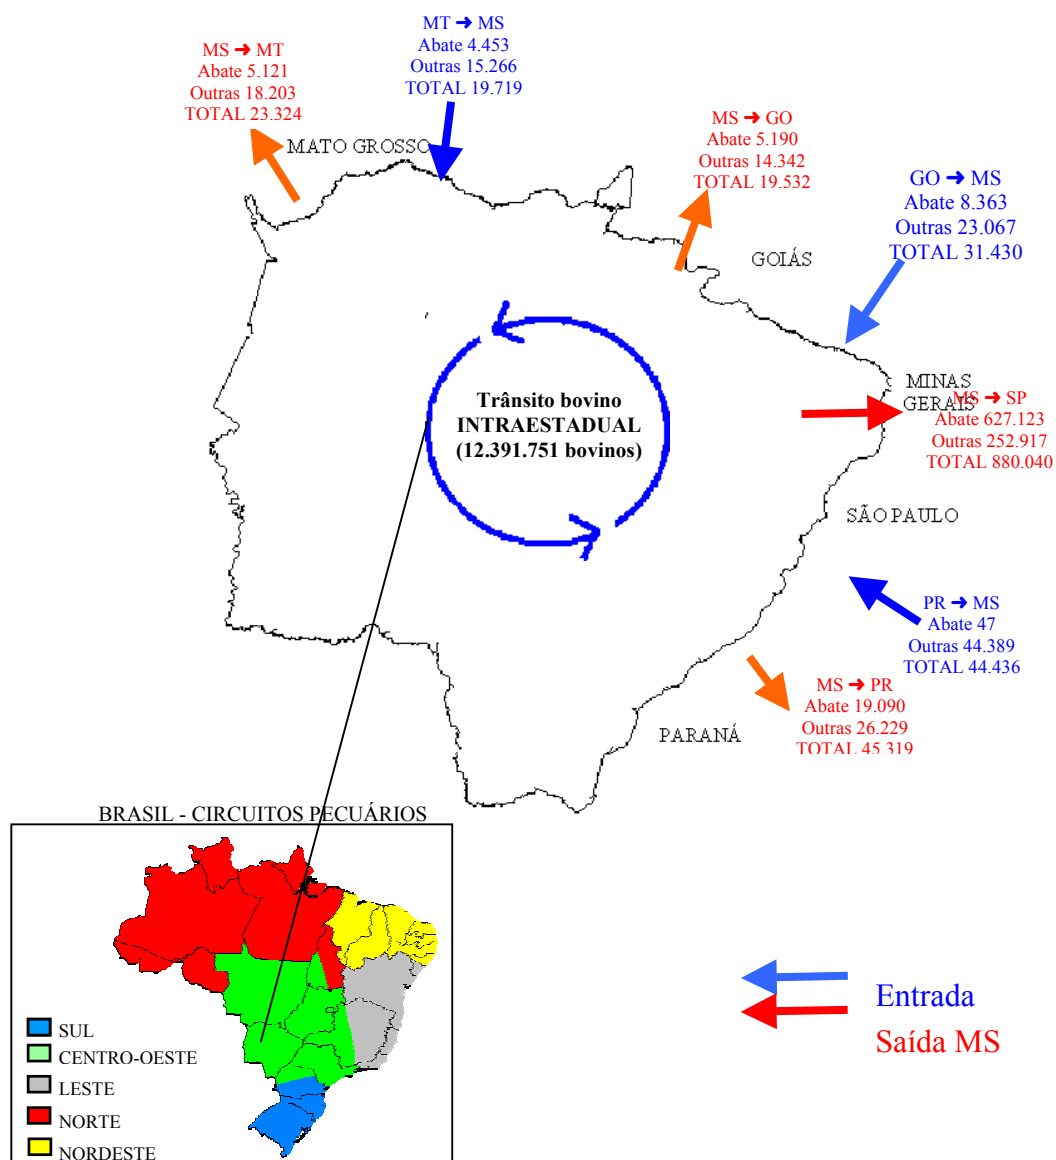 MT ➔ MS
Abate 4.453
Outras 15.266
TOTAL 19.719
MS ➔ MT
Abate 5.121
Outras 18.203
TOTAL 23.324
MATO GROSSO
MS ➔ GO
Abate 5.190
Outras 14.342
TOTAL 19.532
GO ➔ MS
Abate 8.363
Outras 23.067
TOTAL 31.430
GOIÁS
MINAS
GERAIS
MS ➔ SP
Abate 627.123
Outras 252.917
TOTAL 880.040
Trânsito bovino
INTRAESTADUAL
(12.391.751 bovinos)
SÃO PAULO
PR ➔ MS
Abate 47
Outras 44.389
TOTAL 44.436
MS ➔ PR
Abate 19.090
Outras 26.229
TOTAL 45.319
PARANÁ
BRASIL - CIRCUITOS PECUÁRIOS
SUL
CENTRO-OESTE
LESTE
NORTE
NORDESTE
Entrada
Saída MS